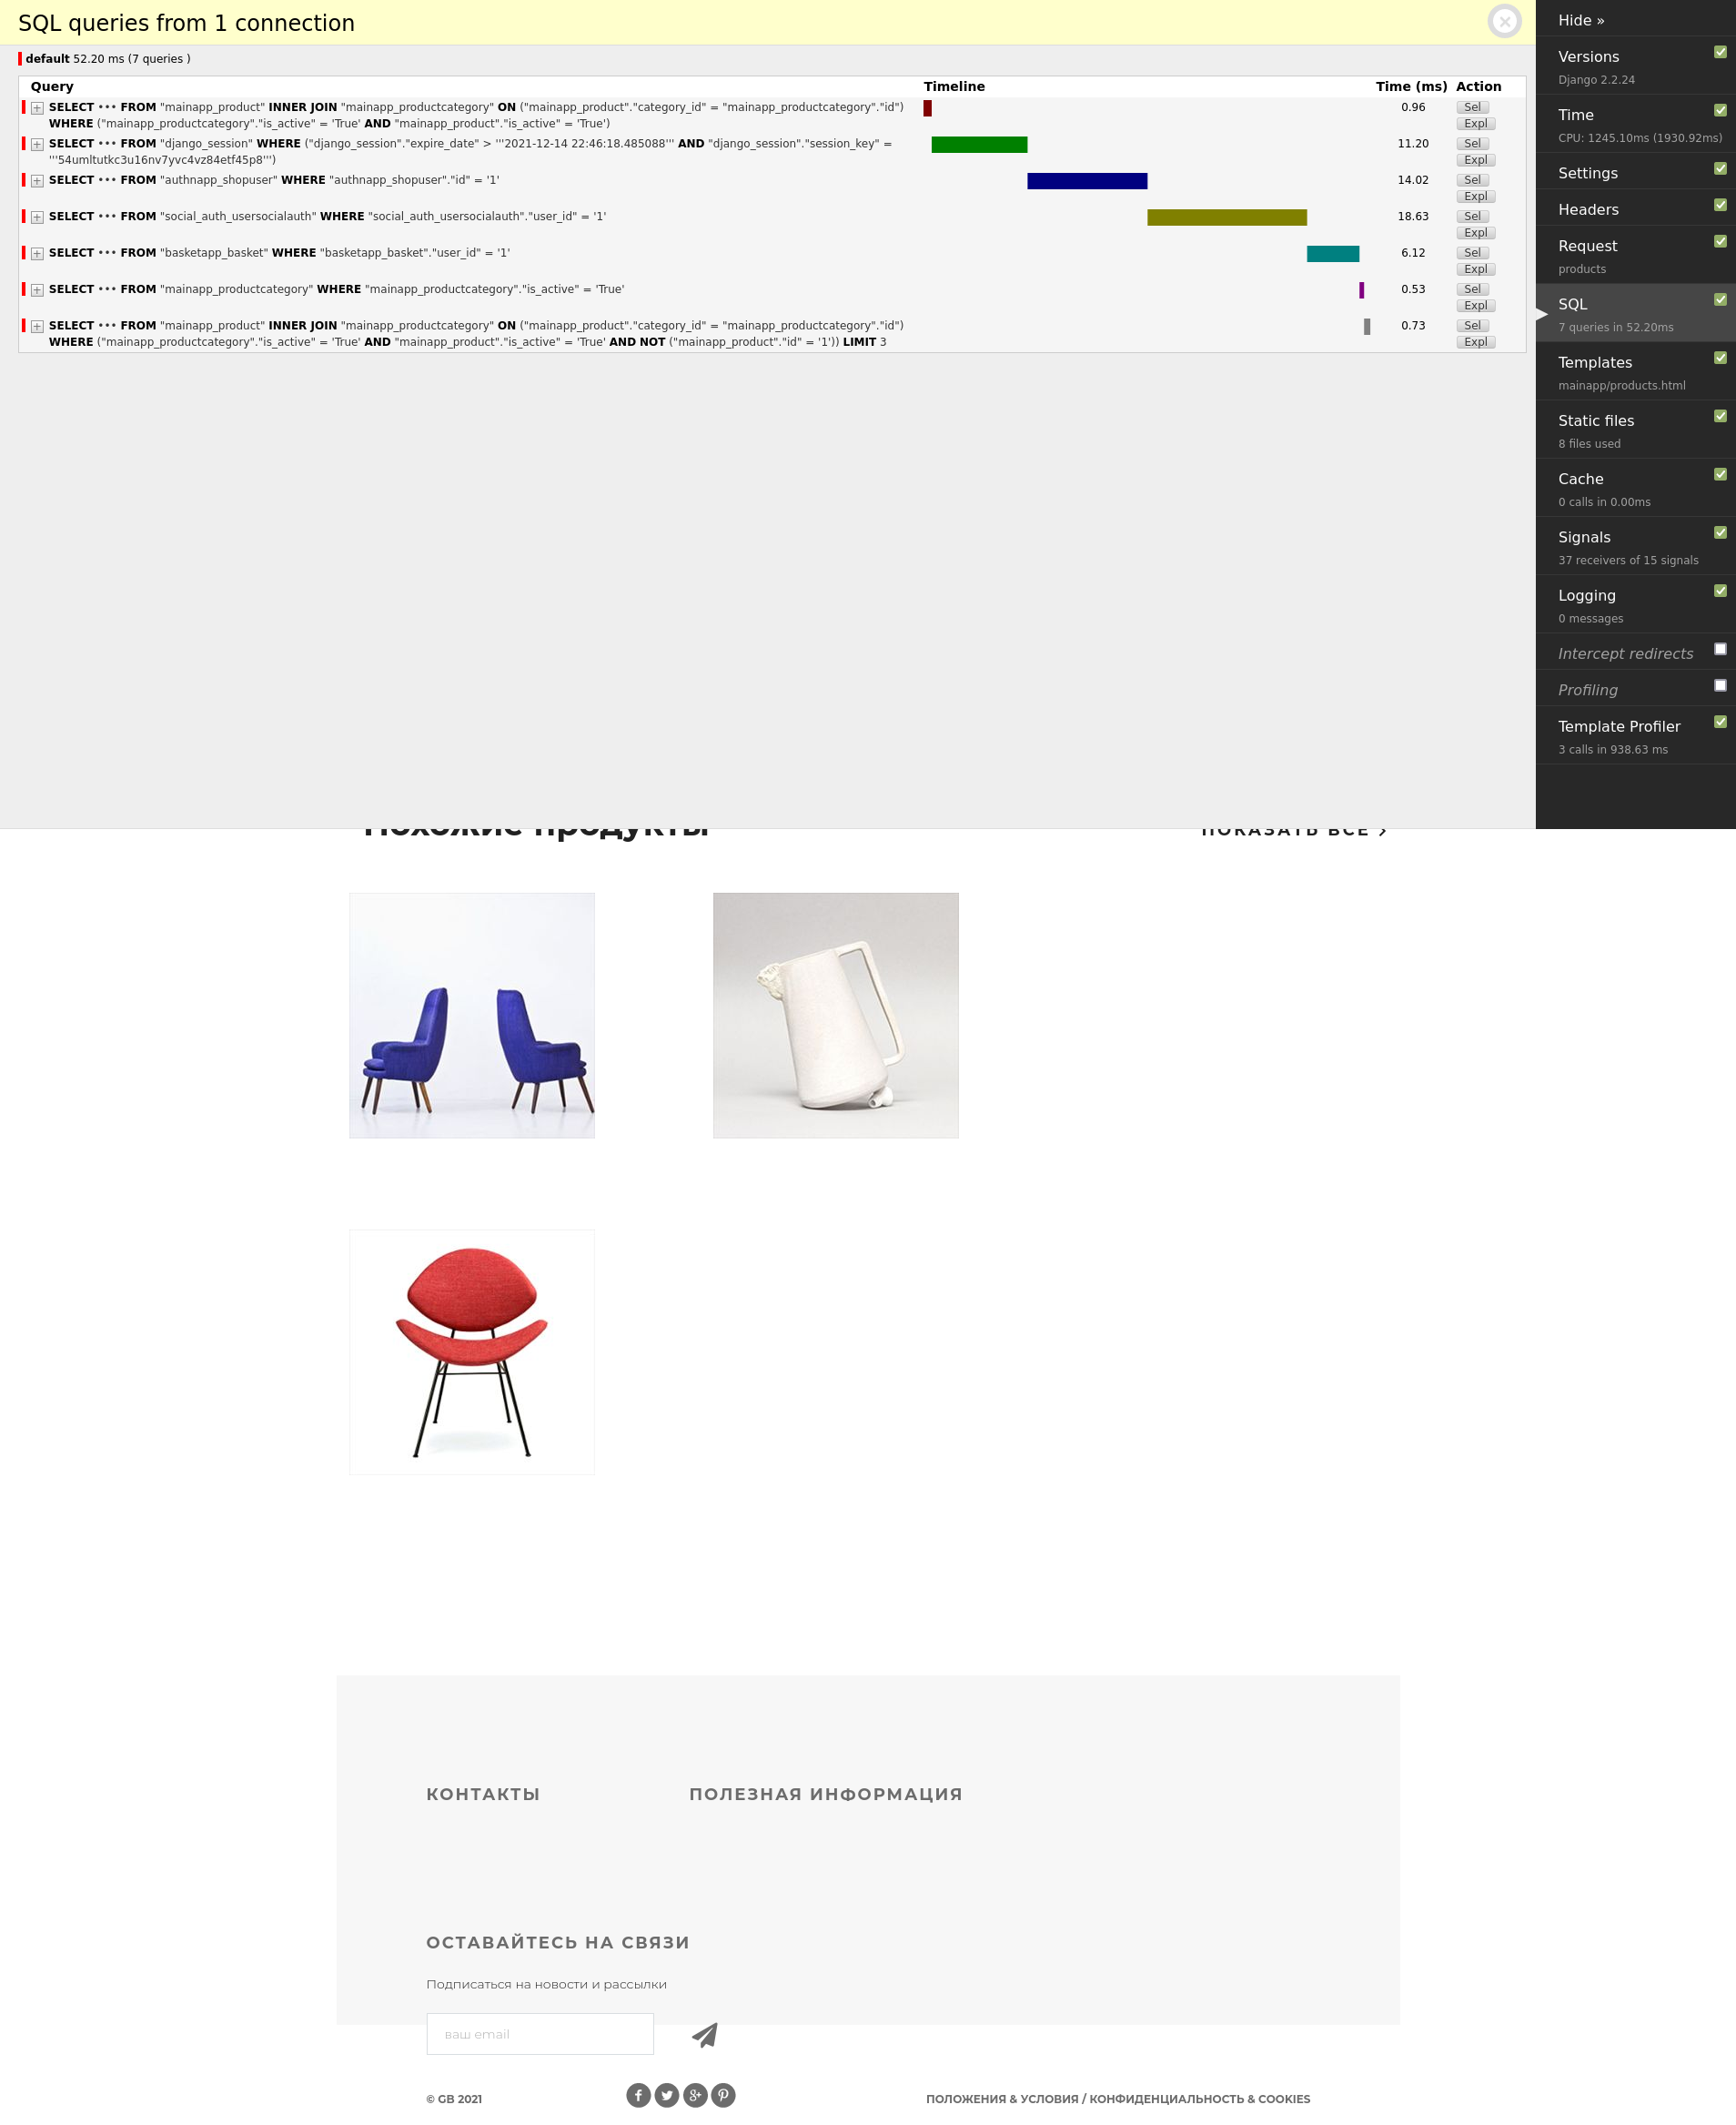 SQL queries from 1 connection
default 52.20 ms (7 queries )
Query Timeline Time (ms) Action
+ SELECT ••• FROM "mainapp_product" INNER JOIN "mainapp_productcategory" ON ("mainapp_product"."category_id" = "mainapp_productcategory"."id") 0.96 Sel
WHERE ("mainapp_productcategory"."is_active" = 'True' AND "mainapp_product"."is_active" = 'True') Expl
+ SELECT ••• FROM "django_session" WHERE ("django_session"."expire_date" > '''2021-12-14 22:46:18.485088''' AND "django_session"."session_key" = 11.20 Sel
'''54umltutkc3u16nv7yvc4vz84etf45p8''') Expl
+ SELECT ••• FROM "authnapp_shopuser" WHERE "authnapp_shopuser"."id" = '1' 14.02 Sel
Expl
+ SELECT ••• FROM "social_auth_usersocialauth" WHERE "social_auth_usersocialauth"."user_id" = '1' 18.63 Sel
Expl
+ SELECT ••• FROM "basketapp_basket" WHERE "basketapp_basket"."user_id" = '1' 6.12 Sel
Expl
+ SELECT ••• FROM "mainapp_productcategory" WHERE "mainapp_productcategory"."is_active" = 'True' 0.53 Sel
Expl
+ SELECT ••• FROM "mainapp_product" INNER JOIN "mainapp_productcategory" ON ("mainapp_product"."category_id" = "mainapp_productcategory"."id") 0.73 Sel
WHERE ("mainapp_productcategory"."is_active" = 'True' AND "mainapp_product"."is_active" = 'True' AND NOT ("mainapp_product"."id" = '1')) LIMIT 3 Expl
Hide »
Versions
Django 2.2.24
Time
CPU: 1245.10ms (1930.92ms)
Settings
Headers
Request
products
SQL
7 queries in 52.20ms
Templates
mainapp/products.html
Static files
8 files used
Cache
0 calls in 0.00ms
Signals
37 receivers of 15 signals
Logging
0 messages
Intercept redirects
Profiling
Template Profiler
3 calls in 938.63 ms
Похожие продукты
ПОКАЗАТЬ ВСЕ
КОНТАКТЫ
ПОЛЕЗНАЯ ИНФОРМАЦИЯ
ОСТАВАЙТЕСЬ НА СВЯЗИ
Подписаться на новости и рассылки
ваш email
© GB 2021
ПОЛОЖЕНИЯ & УСЛОВИЯ / КОНФИДЕНЦИАЛЬНОСТЬ & COOKIES